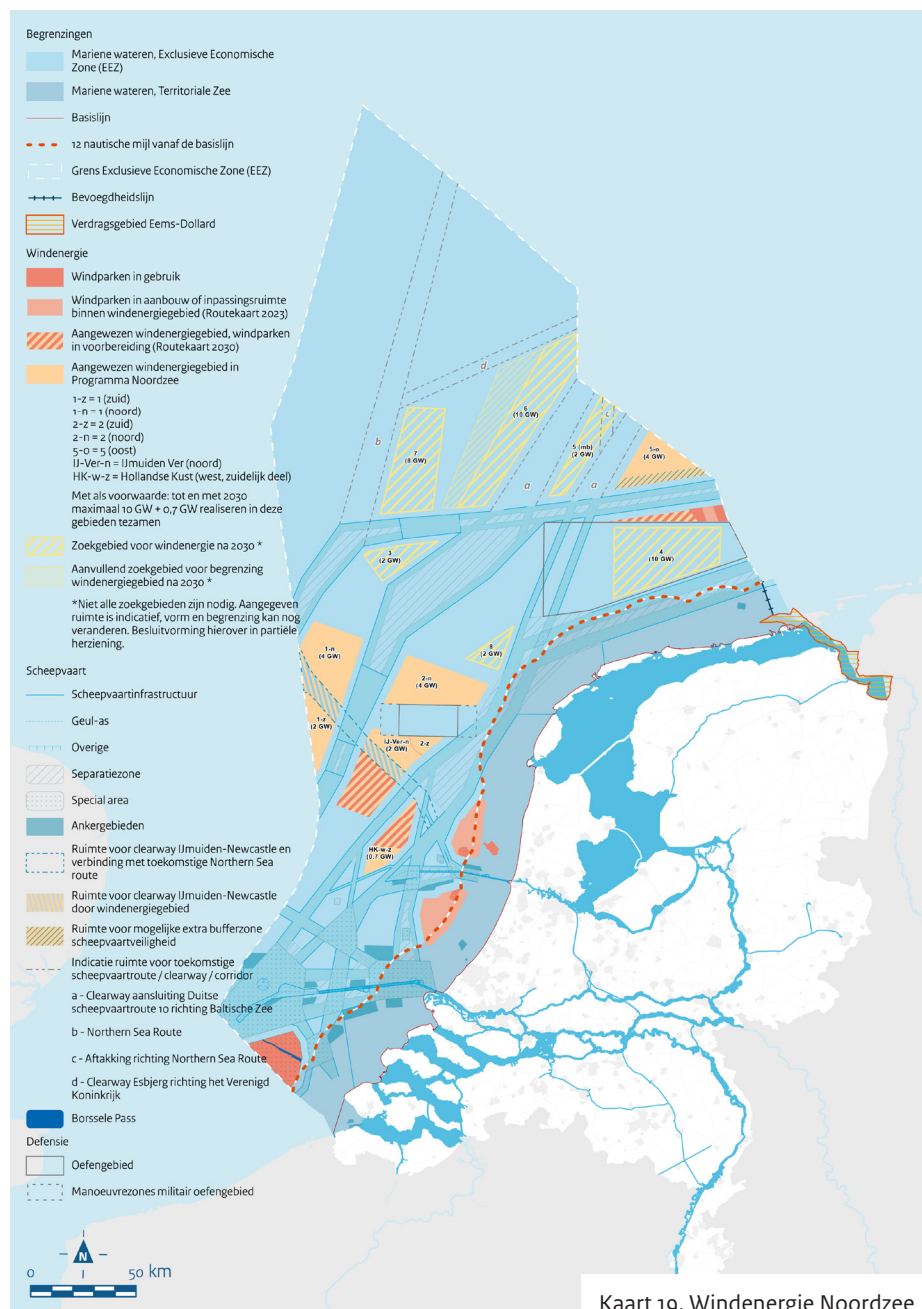 Begrenzingen
Mariene wateren, Exclusieve Economische
Zone (EEZ)
Mariene wateren, Territoriale Zee
Basislijn
12 nautische mijl vanaf de basislijn
Grens Exclusieve Economische Zone (EEZ)
Bevoegdheidslijn
Verdragsgebied Eems-Dollard
Windenergie
Windparken in gebruik
Windparken in aanbouw of inpassingsruimte
binnen windenergiegebied (Routekaart 2023)
Aangewezen windenergiegebied, windparken
in voorbereiding (Routekaart 2030)
Aangewezen windenergiegebied in
Programma Noordzee
1-z = 1 (zuid)
1-n = 1 (noord)
2-z = 2 (zuid)
2-n = 2 (noord)
5-o = 5 (oost)
IJ-Ver-n = IJmuiden Ver (noord)
HK-w-z = Hollandse Kust (west, zuidelijk deel)
Met als voorwaarde: tot en met 2030
maximaal 10 GW + 0,7 GW realiseren in deze
gebieden tezamen
Zoekgebied voor windenergie na 2030 *
Aanvullend zoekgebied voor begrenzing
windenergiegebied na 2030 *
*Niet alle zoekgebieden zijn nodig. Aangegeven
ruimte is indicatief, vorm en begrenzing kan nog
veranderen. Besluitvorming hierover in partiële
herziening.
Scheepvaart
Scheepvaartinfrastructuur
Geul-as
Overige
Separatiezone
Special area
Ankergebieden
Ruimte voor clearway IJmuiden-Newcastle en
verbinding met toekomstige Northern Sea
route
Ruimte voor clearway IJmuiden-Newcastle
door windenergiegebied
Ruimte voor mogelijke extra bufferzone
scheepvaartveiligheid
Indicatie ruimte voor toekomstige
scheepvaartroute / clearway / corridor
a - Clearway aansluiting Duitse
scheepvaartroute 10 richting Baltische Zee
b - Northern Sea Route
c - Aftakking richting Northern Sea Route
d - Clearway Esbjerg richting het Verenigd
Koninkrijk
Borssele Pass
Defensie
Oefengebied
Manoeuvrezones militair oefengebied
N
0 50 km
d
6
(10 GW)
c
b
7
(8 GW)
5 (mb)
(2 GW)
5-o
(4 GW)
a
a
3
(2 GW)
4
(10 GW)
1-n
(4 GW)
8
(2 GW)
2-n
(4 GW)
1-z
(2 GW)
IJ-Ver-n
(2 GW)
2-z
HK-w-z
(0,7 GW)
Kaart 19. Windenergie Noordzee